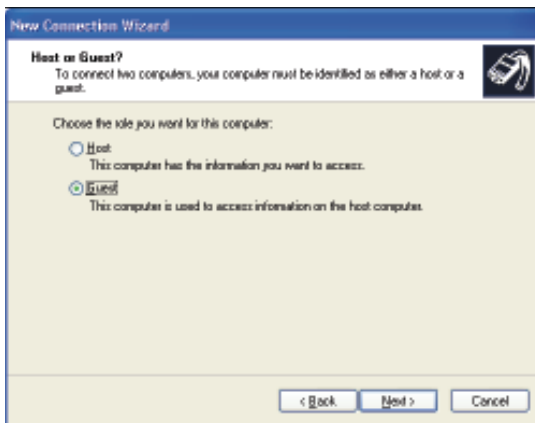 New Connection Wizard
Host or Guest?
To connect two computers, your computer must be identified as either a host or a
guest.
Choose the role you want for this computer:
Host
This computer has the information you want to access.
Guest
This computer is used to access information on the host computer.
< Back
Next >
Cancel